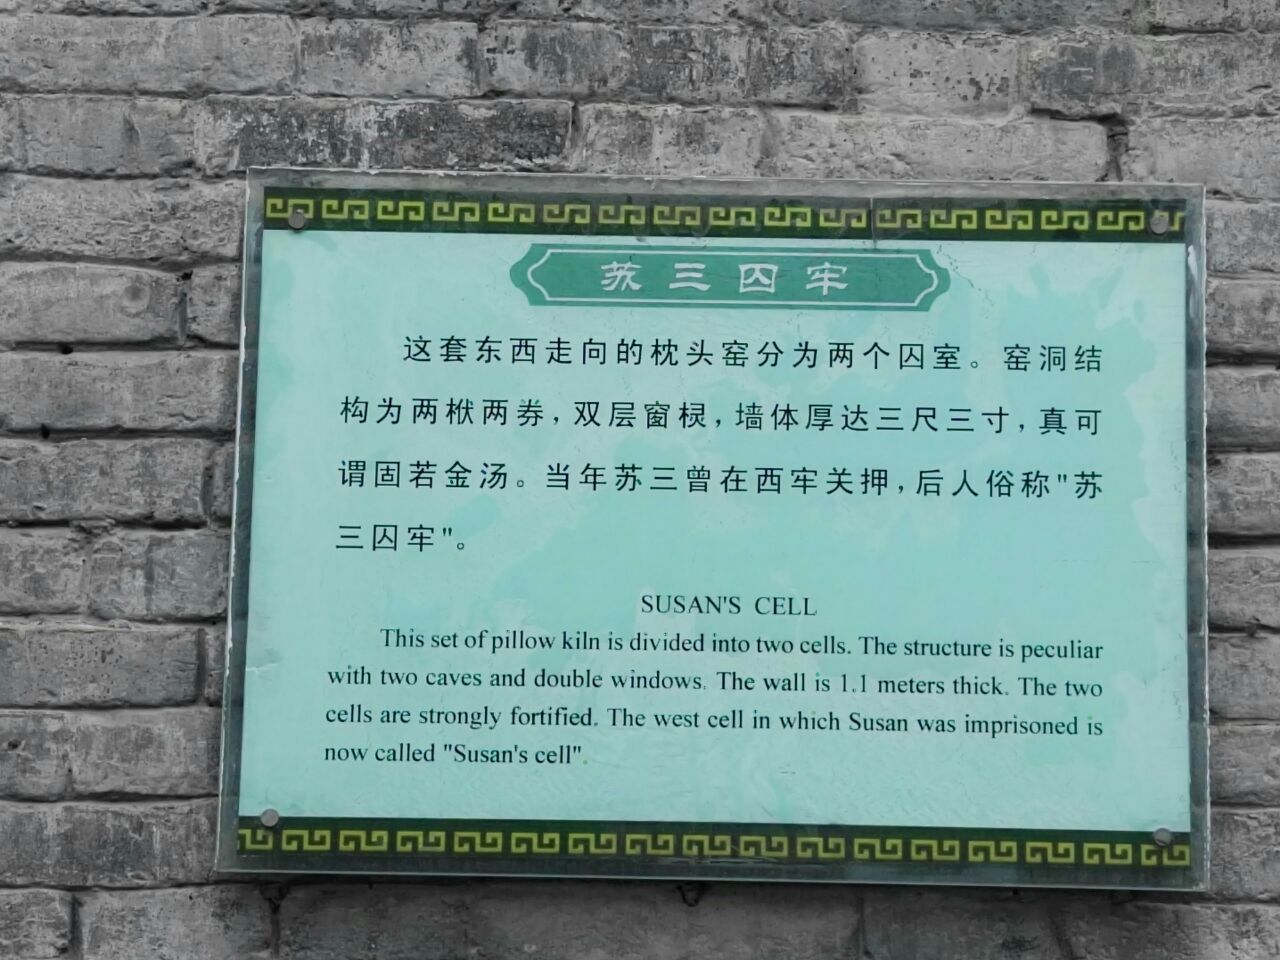 苏三囚牢
这套东西走向的枕头窑分为两个囚室。窑洞结
构为两栿两券，双层窗棂，墙体厚达三尺三寸，真可
谓固若金汤。当年苏三曾在西牢关押，后人俗称"苏
三囚牢"。
SUSAN'S CELL
This set of pillow kiln is divided into two cells. The structure is peculiar
with two caves and double windows. The wall is 1.1 meters thick. The two
cells are strongly fortified. The west cell in which Susan was imprisoned is
now called "Susan's cell".